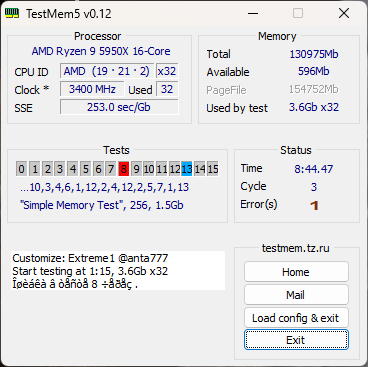 TestMem5 v0.12
Processor
AMD Ryzen 9 5950X 16-Core
CPU ID AMD (19 · 21 · 2) x32
Clock * 3400 MHz Used 32
SSE 253.0 sec/Gb
Memory
Total 130975Mb
Available 596Mb
PageFile 154752Mb
Used by test 3.6Gb x32
Tests
0 1 2 3 4 5 6 7 8 9 10 11 12 13 14 15
...10,3,4,6,1,12,2,4,12,2,5,7,1,13
"Simple Memory Test", 256, 1.5Gb
Status
Time 8:44.47
Cycle 3
Error(s) 1
Customize: Extreme1 @anta777
Start testing at 1:15, 3.6Gb x32
Îøèáêà â òåñòå 8 ÷åðåç .
testmem.tz.ru
Home
Mail
Load config & exit
Exit